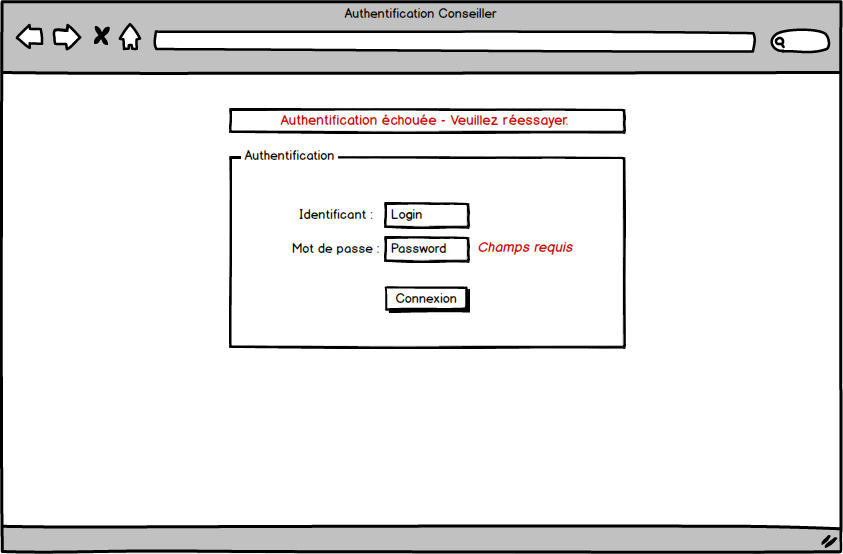 Authentification Conseiller
Authentification échouée - Veuillez réessayer.
Authentification
Identificant : Login
Mot de passe : Password Champs requis
Connexion